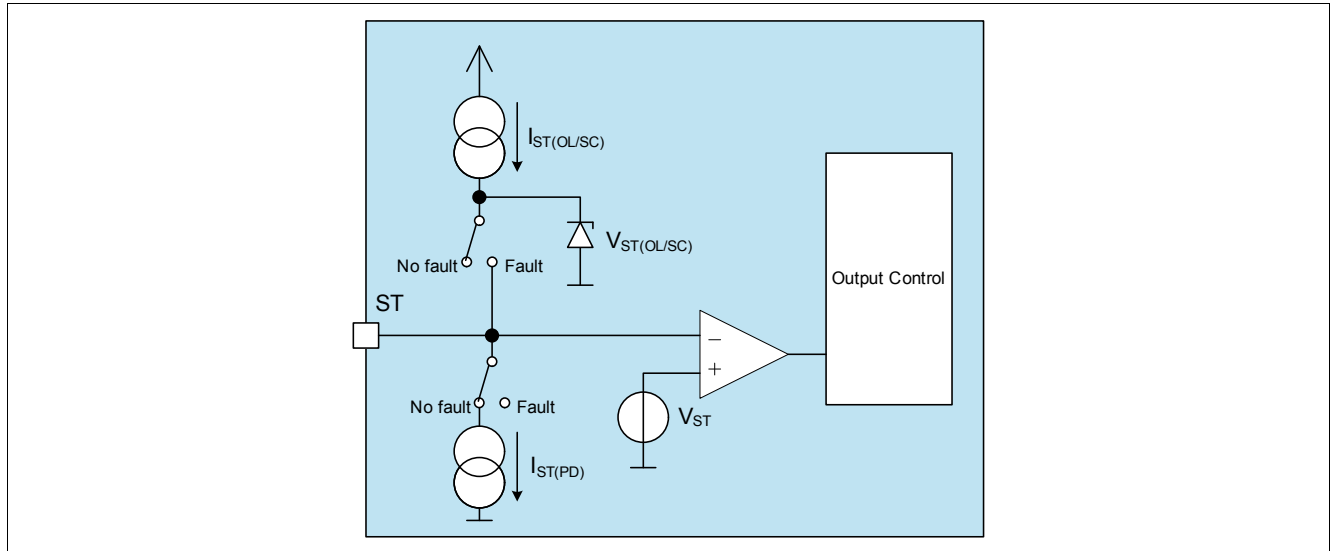 I_ST(OL/SC)
V_ST(OL/SC)
No fault
Fault
Output Control
ST
−
+
No fault
Fault
V_ST
I_ST(PD)